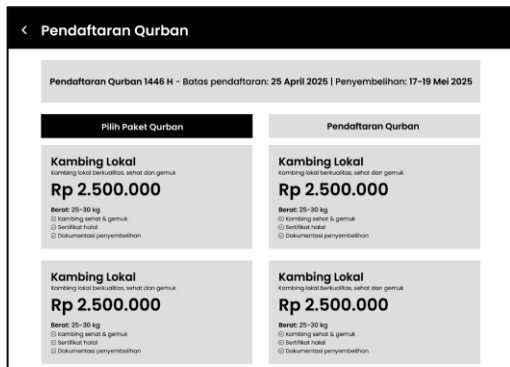 Pendaftaran Qurban
Pendaftaran Qurban 1446 H - Batas pendaftaran: 25 April 2025 | Penyembelihan: 17-19 Mei 2025
Pilih Paket Qurban
Pendaftaran Qurban
Kambing Lokal
Kambing lokal berkualitas, sehat dan gemuk
Rp 2.500.000
Berat: 25-30 kg
Kambing sehat & gemuk
Sertifikat halal
Dokumentasi penyembelihan
Kambing Lokal
Kambing lokal berkualitas, sehat dan gemuk
Rp 2.500.000
Berat: 25-30 kg
Kambing sehat & gemuk
Sertifikat halal
Dokumentasi penyembelihan
Kambing Lokal
Kambing lokal berkualitas, sehat dan gemuk
Rp 2.500.000
Berat: 25-30 kg
Kambing sehat & gemuk
Sertifikat halal
Dokumentasi penyembelihan
Kambing Lokal
Kambing lokal berkualitas, sehat dan gemuk
Rp 2.500.000
Berat: 25-30 kg
Kambing sehat & gemuk
Sertifikat halal
Dokumentasi penyembelihan